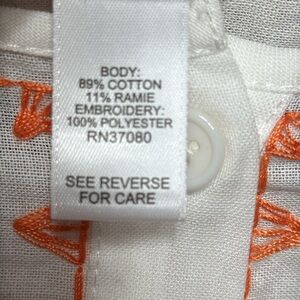 BODY:
89% COTTON
11% RAMIE
EMBROIDERY:
100% POLYESTER
RN37080
SEE REVERSE
FOR CARE